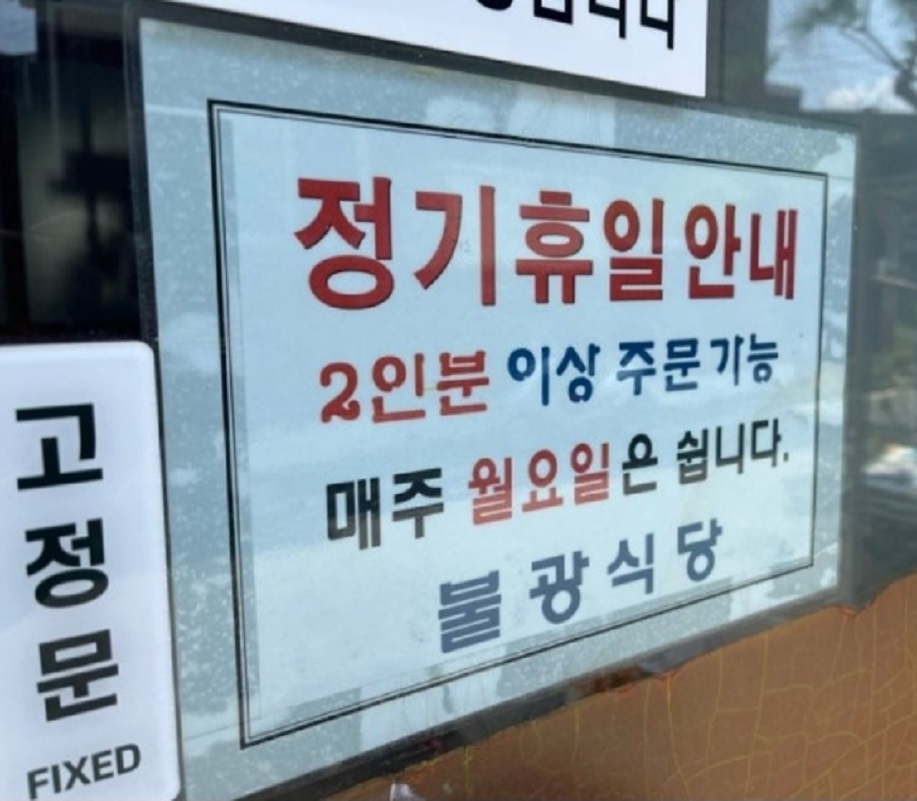 정기휴일안내
2인분 이상 주문가능
매주 월요일은 쉽니다.
불광식당
고정문
FIXED